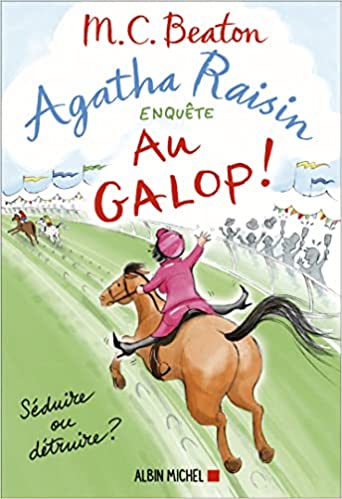 M.C. Beaton
Agatha Raisin
ENQUÊTE
AU
GALOP!
Séduire
ou
détruire?
ALBIN MICHEL